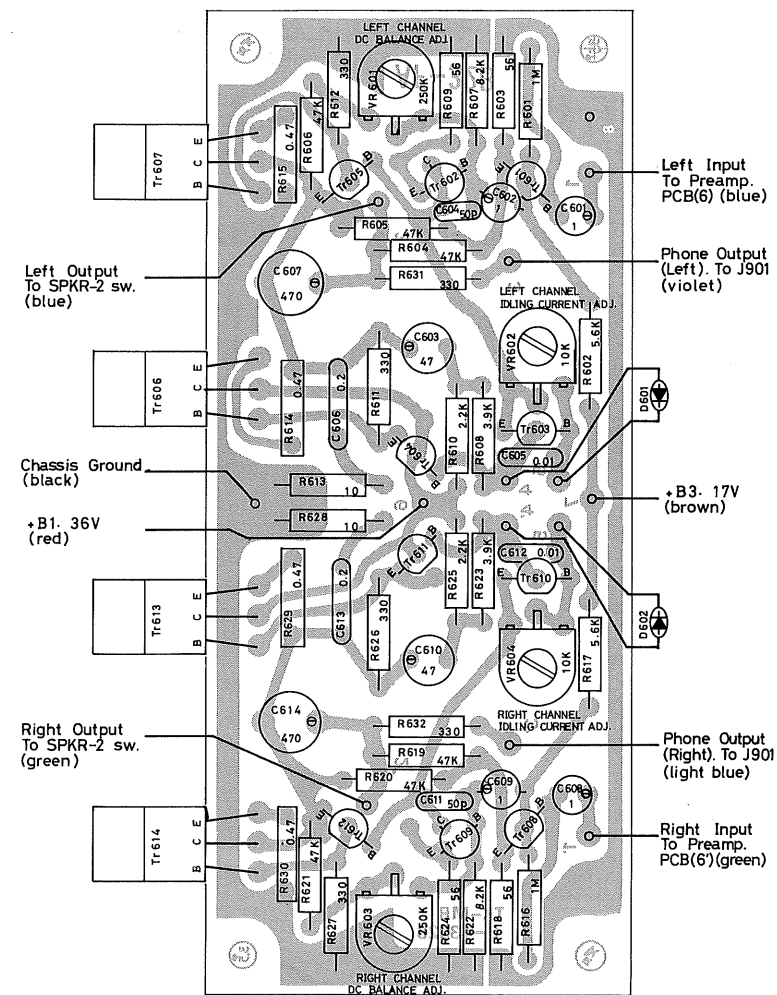 LEFT CHANNEL
DC BALANCE ADJ.
R612
330
VR601
250K
R609
56
R607
8.2K
R603
56
R601
1M
R606
47K
R615
0.47
Tr607
E
C
B
Tr605
B
E
Tr602
C
B
E
C602
1
Tr601
E
B
C601
1
Left Input
To Preamp.
PCB(6) (blue)
C604
50P
R605
47K
R604
47K
R631
330
C607
470
Left Output
To SPKR-2 sw.
(blue)
Phone Output
(Left). To J901
(violet)
LEFT CHANNEL
IDLING CURRENT ADJ.
VR602
10K
R602
5.6K
C603
47
R611
330
C606
0.2
R614
0.47
Tr606
E
C
B
R610
2.2K
R608
3.9K
E
Tr603
B
C605
0.01
D601
Tr604
E
B
R613
10
R628
10
Chassis Ground
(black)
+B1. 36V
(red)
+B3. 17V
(brown)
Tr611
B
E
R625
2.2K
R623
3.9K
C612
0.01
E
Tr610
B
D602
Tr613
E
C
B
R629
0.47
C613
0.2
R626
330
C610
47
VR604
10K
R617
5.6K
RIGHT CHANNEL
IDLING CURRENT ADJ.
C614
470
R632
330
R619
47K
R620
47K
Right Output
To SPKR-2 sw.
(green)
Phone Output
(Right). To J901
(light blue)
C611
50P
C609
1
C608
1
Tr612
E
B
Tr609
C
B
E
Tr608
B
E
Right Input
To Preamp.
PCB(6')(green)
Tr614
E
C
B
R630
0.47
R621
47K
R627
330
VR603
250K
R624
56
R622
8.2K
R618
56
R616
1M
RIGHT CHANNEL
DC BALANCE ADJ.